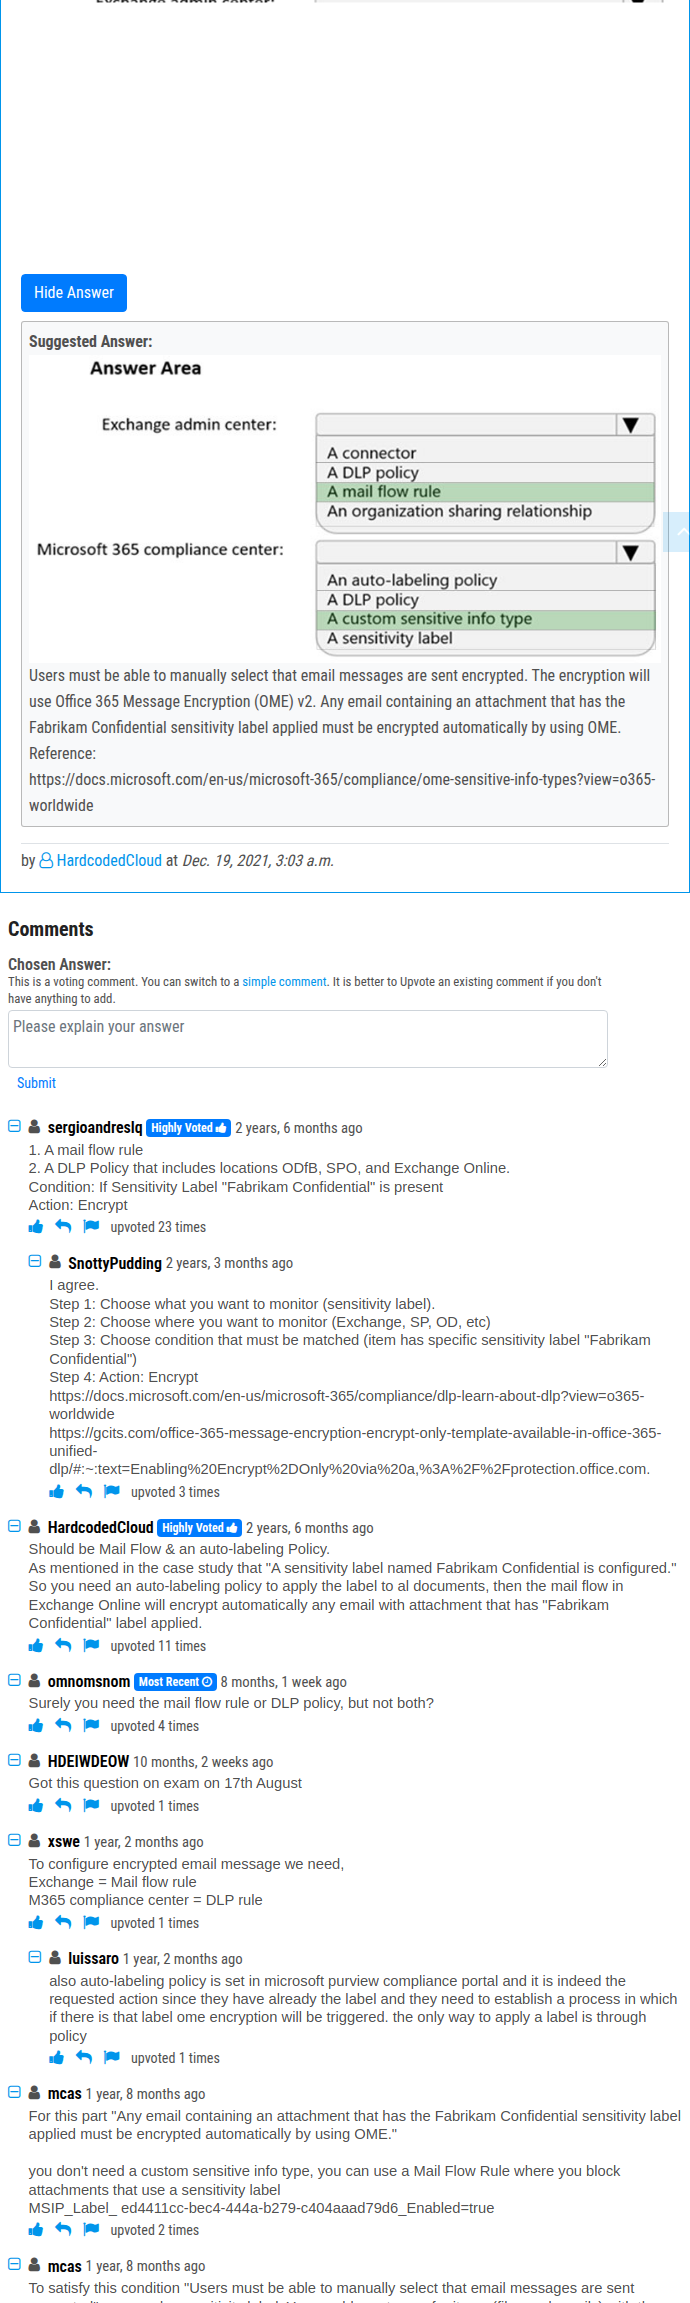 Exchange admin center:
Hide Answer
Suggested Answer:
Answer Area
Exchange admin center:
A connector
A DLP policy
A mail flow rule
An organization sharing relationship
Microsoft 365 compliance center:
An auto-labeling policy
A DLP policy
A custom sensitive info type
A sensitivity label
Users must be able to manually select that email messages are sent encrypted. The encryption will
use Office 365 Message Encryption (OME) v2. Any email containing an attachment that has the
Fabrikam Confidential sensitivity label applied must be encrypted automatically by using OME.
Reference:
https://docs.microsoft.com/en-us/microsoft-365/compliance/ome-sensitive-info-types?view=o365-
worldwide
by HardcodedCloud at Dec. 19, 2021, 3:03 a.m.
Comments
Chosen Answer:
This is a voting comment. You can switch to a simple comment. It is better to Upvote an existing comment if you don't
have anything to add.
Please explain your answer
Submit
sergioandreslq Highly Voted 2 years, 6 months ago
1. A mail flow rule
2. A DLP Policy that includes locations ODfB, SPO, and Exchange Online.
Condition: If Sensitivity Label "Fabrikam Confidential" is present
Action: Encrypt
upvoted 23 times
SnottyPudding 2 years, 3 months ago
I agree.
Step 1: Choose what you want to monitor (sensitivity label).
Step 2: Choose where you want to monitor (Exchange, SP, OD, etc)
Step 3: Choose condition that must be matched (item has specific sensitivity label "Fabrikam
Confidential")
Step 4: Action: Encrypt
https://docs.microsoft.com/en-us/microsoft-365/compliance/dlp-learn-about-dlp?view=o365-
worldwide
https://gcits.com/office-365-message-encryption-encrypt-only-template-available-in-office-365-
unified-
dlp/#:~:text=Enabling%20Encrypt%2DOnly%20via%20a,%3A%2F%2Fprotection.office.com.
upvoted 3 times
HardcodedCloud Highly Voted 2 years, 6 months ago
Should be Mail Flow & an auto-labeling Policy.
As mentioned in the case study that "A sensitivity label named Fabrikam Confidential is configured."
So you need an auto-labeling policy to apply the label to al documents, then the mail flow in
Exchange Online will encrypt automatically any email with attachment that has "Fabrikam
Confidential" label applied.
upvoted 11 times
omnomsnom Most Recent 8 months, 1 week ago
Surely you need the mail flow rule or DLP policy, but not both?
upvoted 4 times
HDEIWDEOW 10 months, 2 weeks ago
Got this question on exam on 17th August
upvoted 1 times
xswe 1 year, 2 months ago
To configure encrypted email message we need,
Exchange = Mail flow rule
M365 compliance center = DLP rule
upvoted 1 times
luissaro 1 year, 2 months ago
also auto-labeling policy is set in microsoft purview compliance portal and it is indeed the
requested action since they have already the label and they need to establish a process in which
if there is that label ome encryption will be triggered. the only way to apply a label is through
policy
upvoted 1 times
mcas 1 year, 8 months ago
For this part "Any email containing an attachment that has the Fabrikam Confidential sensitivity label
applied must be encrypted automatically by using OME."
you don't need a custom sensitive info type, you can use a Mail Flow Rule where you block
attachments that use a sensitivity label
MSIP_Label_ ed4411cc-bec4-444a-b279-c404aaad79d6_Enabled=true
upvoted 2 times
mcas 1 year, 8 months ago
To satisfy this condition "Users must be able to manually select that email messages are sent